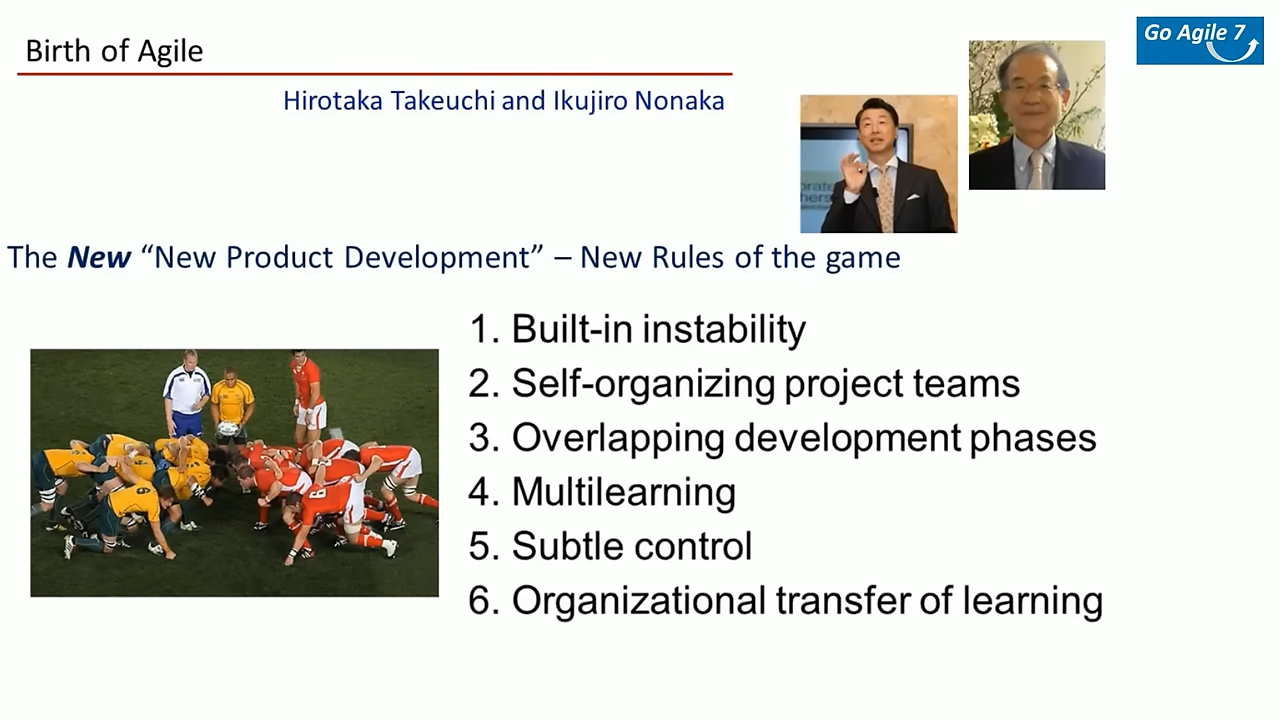 Go Agile 7
Birth of Agile
Hirotaka Takeuchi and Ikujiro Nonaka
The New “New Product Development” – New Rules of the game
1. Built-in instability
2. Self-organizing project teams
3. Overlapping development phases
4. Multilearning
5. Subtle control
6. Organizational transfer of learning